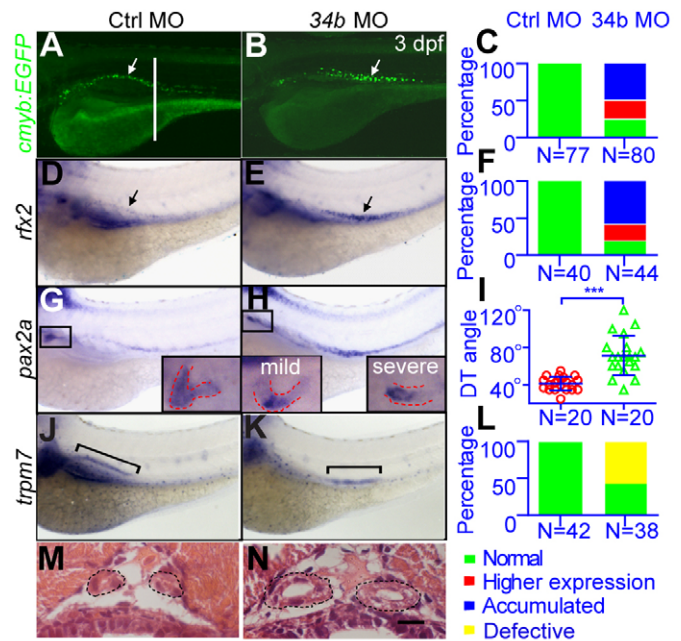 Ctrl MO 34b MO Ctrl MO 34b MO
A B 3 dpf C
cmyb:EGFP
Percentage 100 50 0
N=77 N=80
D E F
rfx2
Percentage 100 50 0
N=40 N=44
G H I
pax2a
mild severe
***
DT angle 120° 80° 40°
N=20 N=20
J K L
trpm7
Percentage 100 50 0
N=42 N=38
M N
Normal
Higher expression
Accumulated
Defective